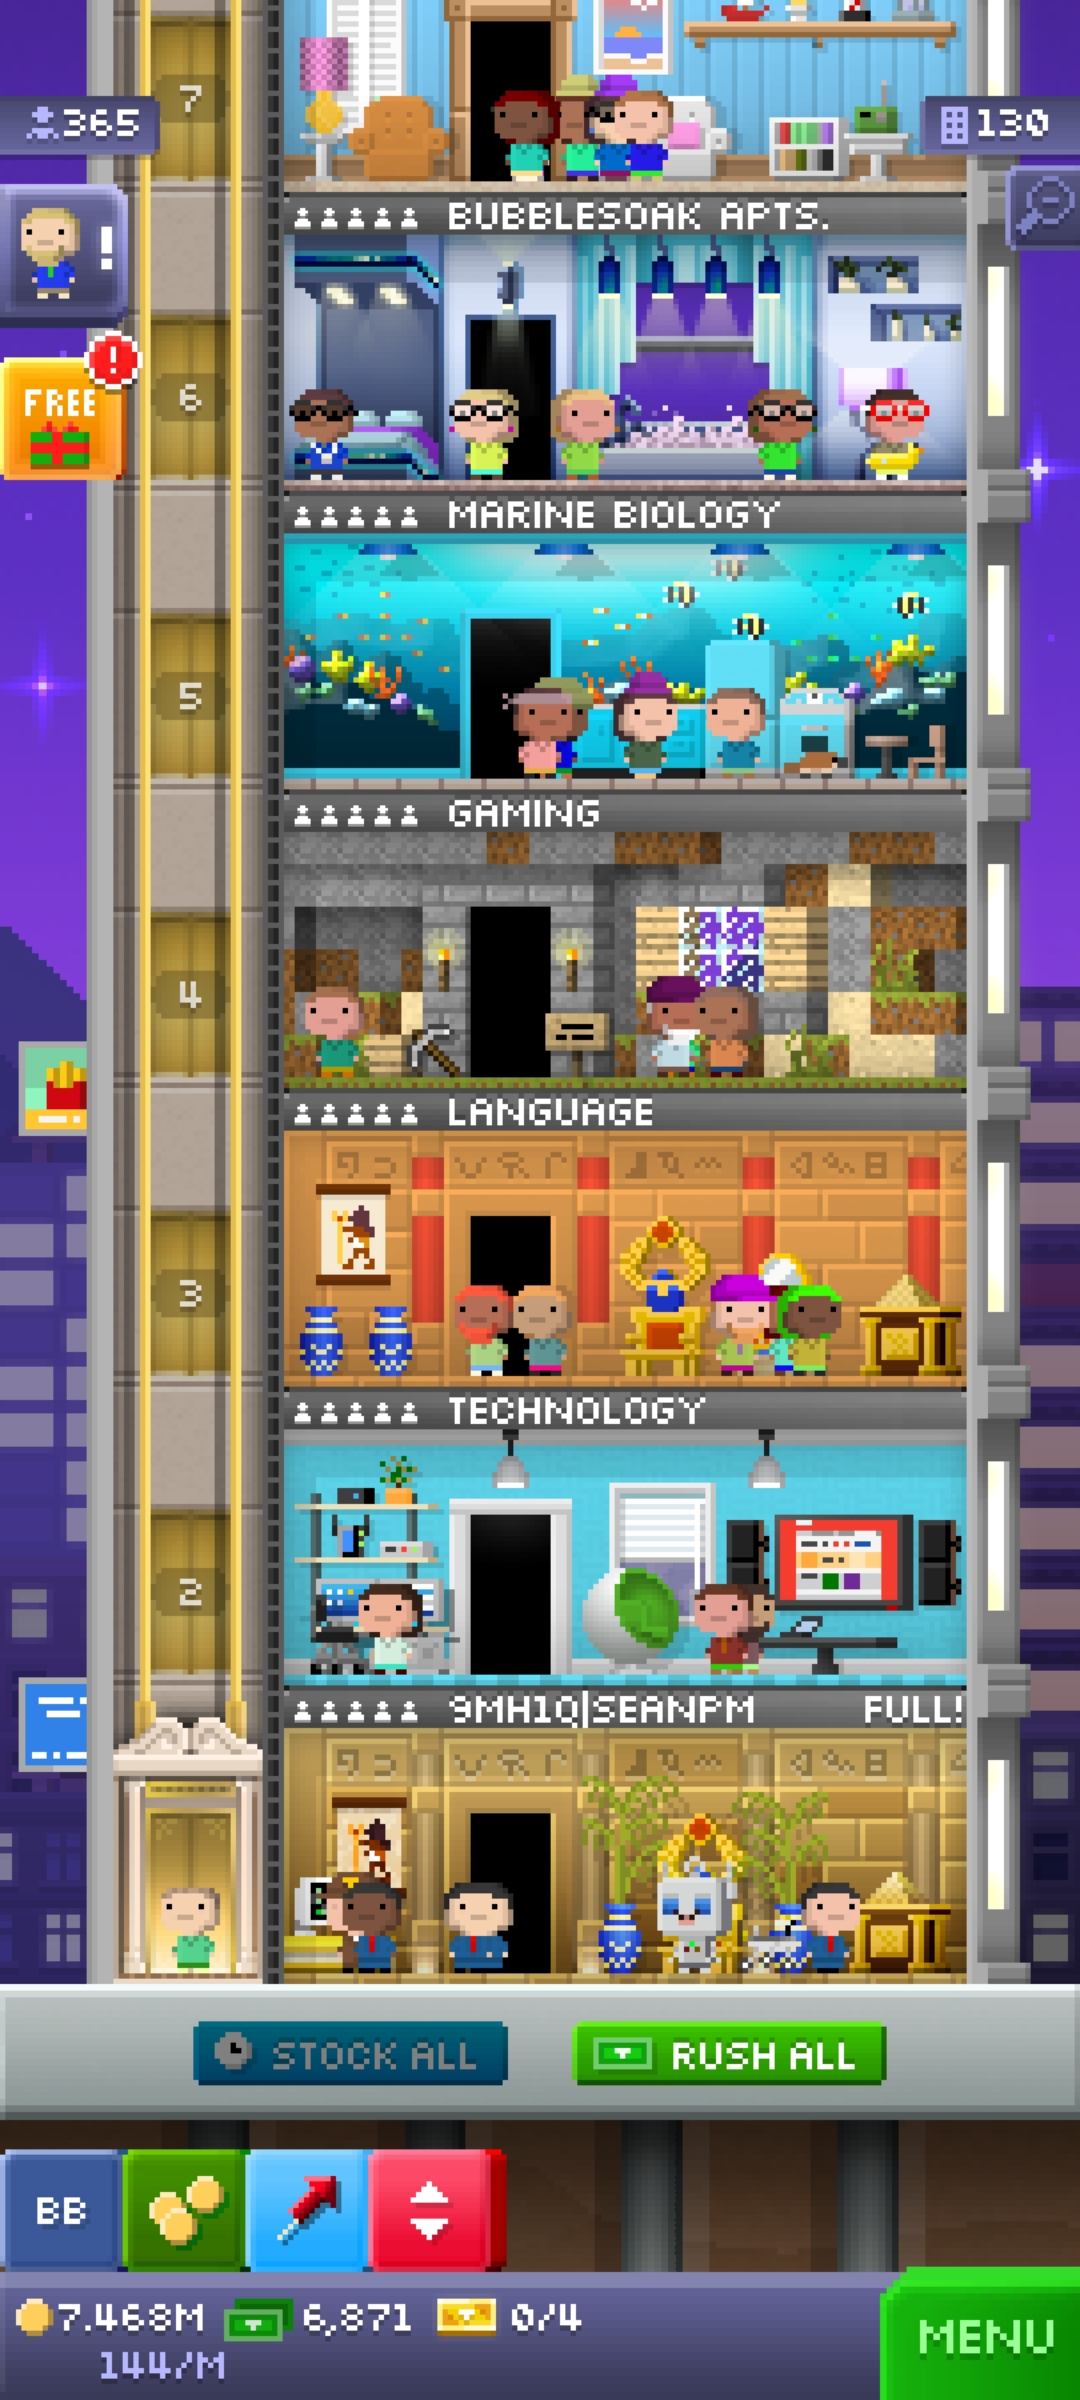 7
365
130
BUBBLESOAK APTS.
!
!
FREE
6
MARINE BIOLOGY
5
GAMING
4
LANGUAGE
3
TECHNOLOGY
2
9MH1Q|SEANPM FULL!
STOCK ALL
RUSH ALL
BB
7.468M 6,871 0/4
144/M
MENU